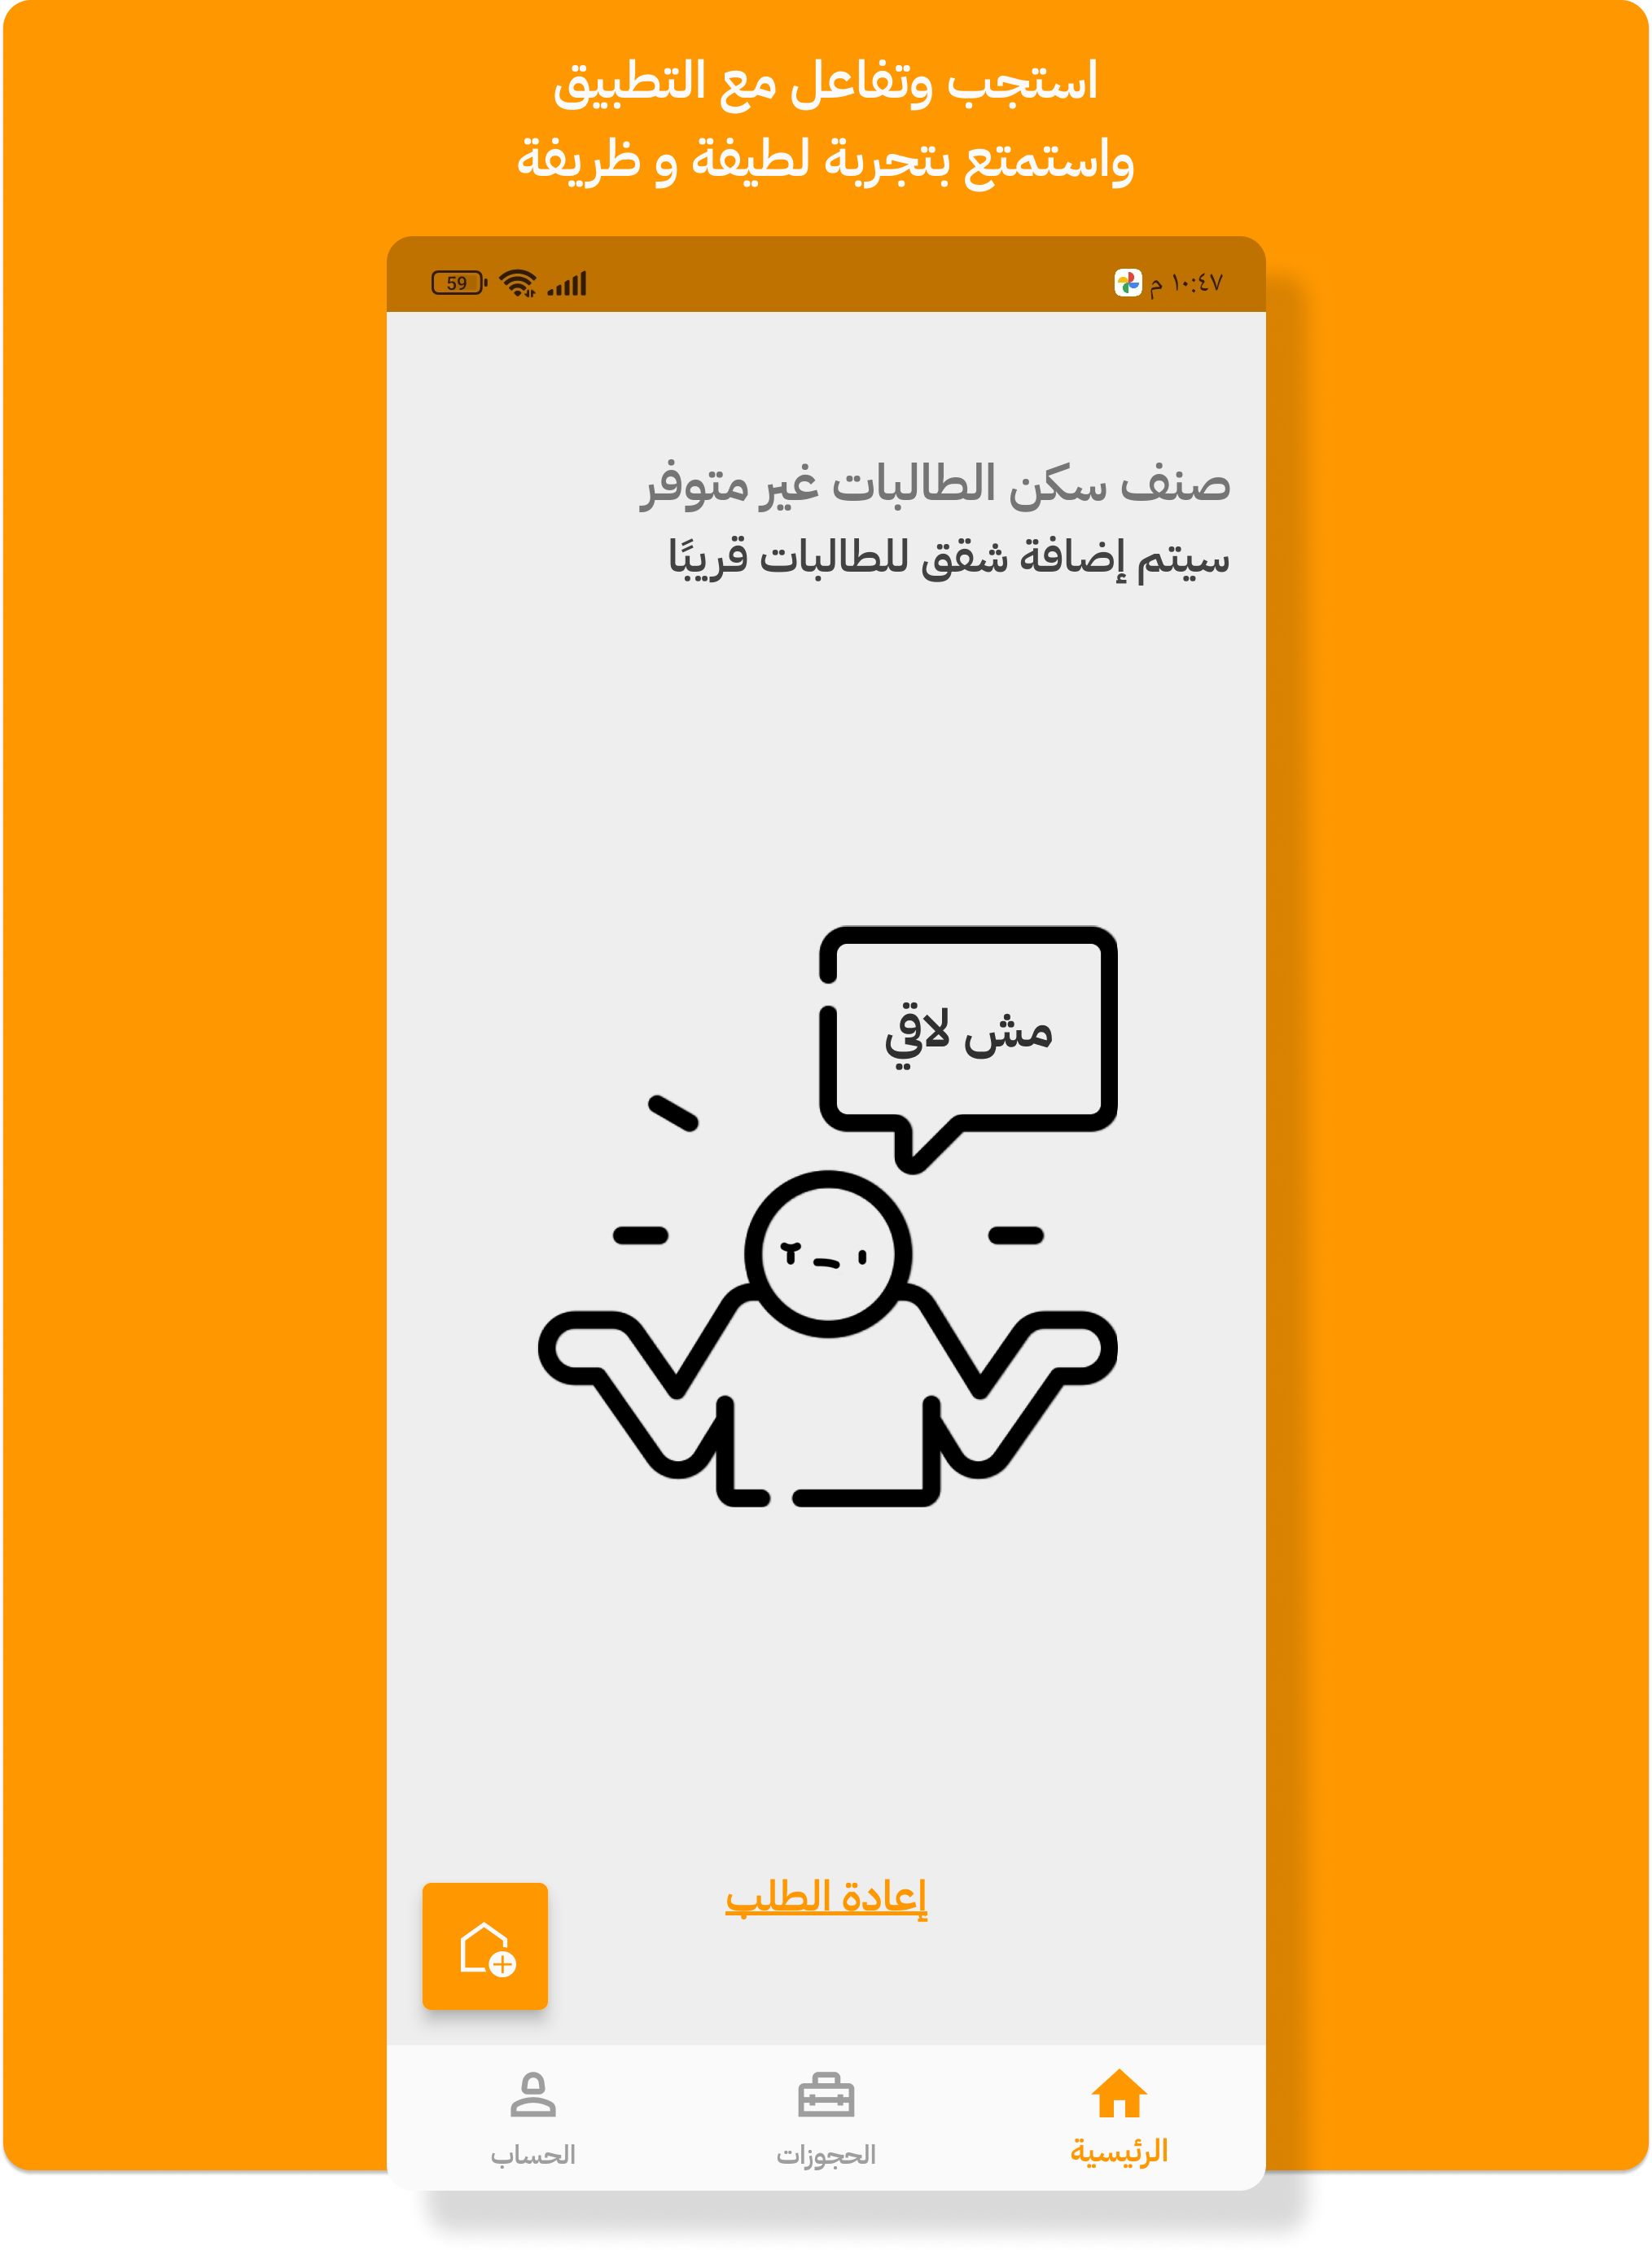 استجب وتفاعل مع التطبيق
واستمتع بتجربة لطيفة و ظريفة
١٠:٤٧ م
59
صنف سكن الطالبات غير متوفر
سيتم إضافة شقق للطالبات قريبًا
مش لاقي
إعادة الطلب
الرئيسية
الحجوزات
الحساب